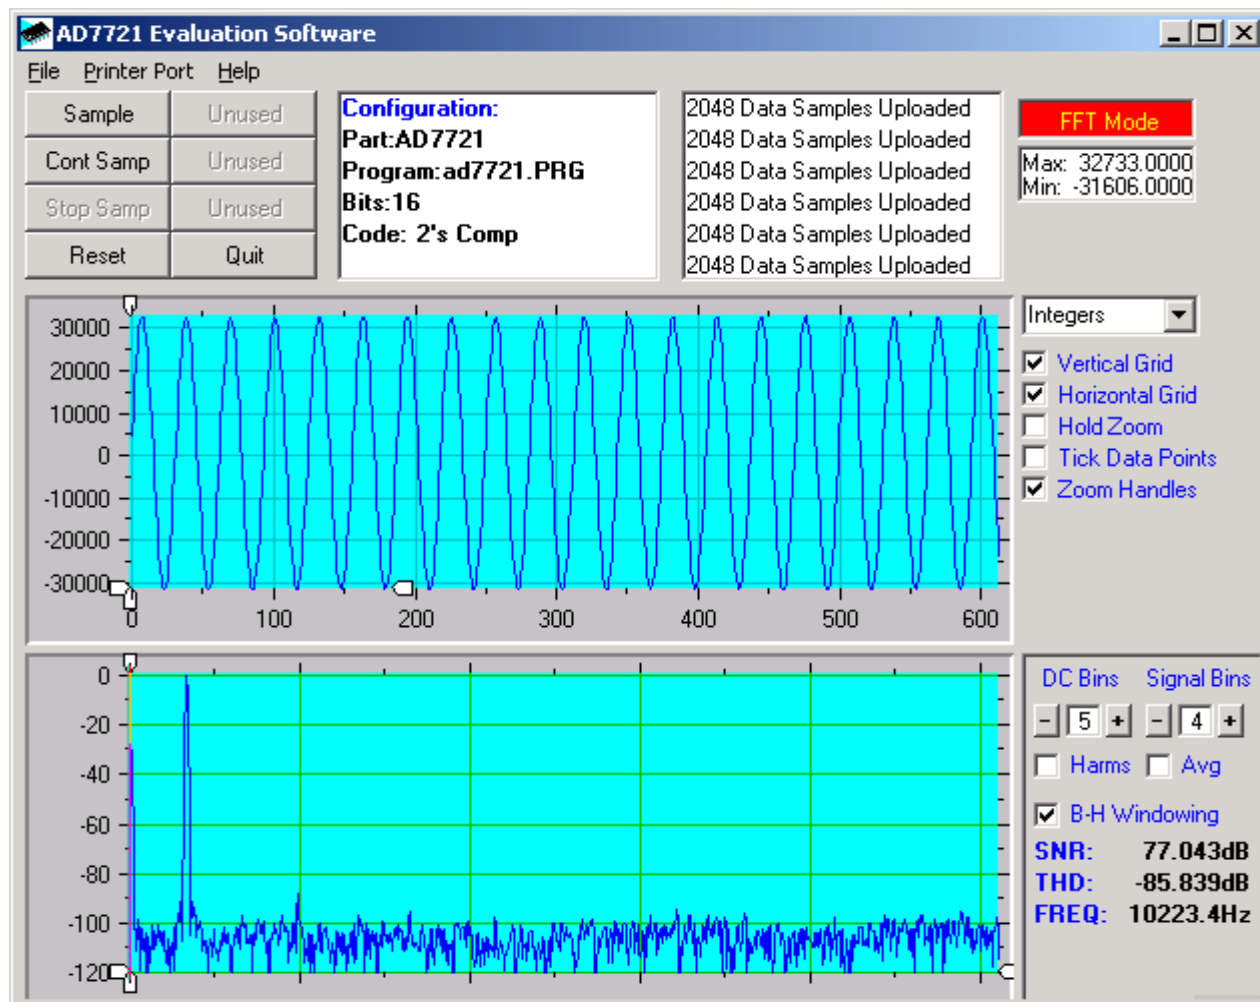 AD7721 Evaluation Software
File Printer Port Help
Sample Unused
Cont Samp Unused
Stop Samp Unused
Reset Quit
Configuration:
Part:AD7721
Program:ad7721.PRG
Bits:16
Code: 2's Comp
2048 Data Samples Uploaded
2048 Data Samples Uploaded
2048 Data Samples Uploaded
2048 Data Samples Uploaded
2048 Data Samples Uploaded
2048 Data Samples Uploaded
FFT Mode
Max: 32733.0000
Min: -31606.0000
30000
20000
10000
0
-10000
-20000
-30000
0 100 200 300 400 500 600
Integers
Vertical Grid
Horizontal Grid
Hold Zoom
Tick Data Points
Zoom Handles
0
-20
-40
-60
-80
-100
-120
DC Bins Signal Bins
- 5 + - 4 +
Harms Avg
B-H Windowing
SNR: 77.043dB
THD: -85.839dB
FREQ: 10223.4Hz